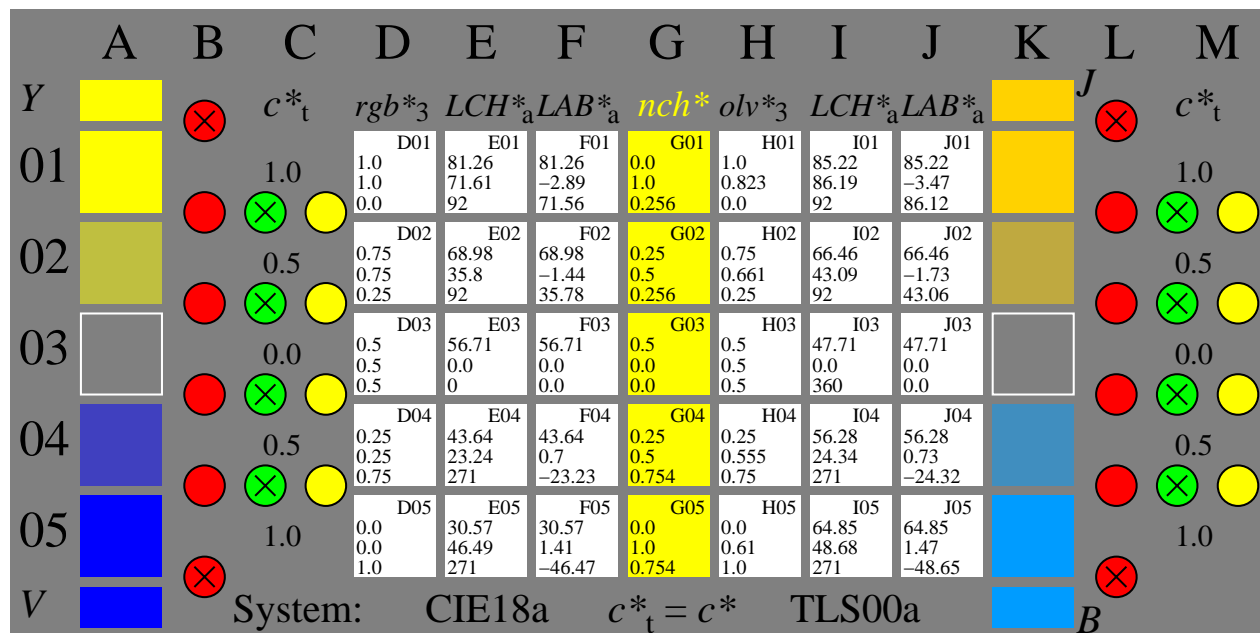 A B C D E F G H I J K L M
Y c*t rgb*3 LCH*a LAB*a nch* olv*3 LCH*a LAB*a J c*t
01 1.0 D01 E01 F01 G01 H01 I01 J01 1.0
1.0 81.26 81.26 0.0 1.0 85.22 85.22
1.0 71.61 −2.89 1.0 0.823 86.19 −3.47
0.0 92 71.56 0.256 0.0 92 86.12
02 0.5 D02 E02 F02 G02 H02 I02 J02 0.5
0.75 68.98 68.98 0.25 0.75 66.46 66.46
0.75 35.8 −1.44 0.5 0.661 43.09 −1.73
0.25 92 35.78 0.256 0.25 92 43.06
03 0.0 D03 E03 F03 G03 H03 I03 J03 0.0
0.5 56.71 56.71 0.5 0.5 47.71 47.71
0.5 0.0 0.0 0.0 0.5 0.0 0.0
0.5 0 0.0 0.0 0.5 360 0.0
04 0.5 D04 E04 F04 G04 H04 I04 J04 0.5
0.25 43.64 43.64 0.25 0.25 56.28 56.28
0.25 23.24 0.7 0.5 0.555 24.34 0.73
0.75 271 −23.23 0.754 0.75 271 −24.32
05 1.0 D05 E05 F05 G05 H05 I05 J05 1.0
0.0 30.57 30.57 0.0 0.0 64.85 64.85
0.0 46.49 1.41 1.0 0.61 48.68 1.47
1.0 271 −46.47 0.754 1.0 271 −48.65
V System: CIE18a c*t = c* TLS00a B